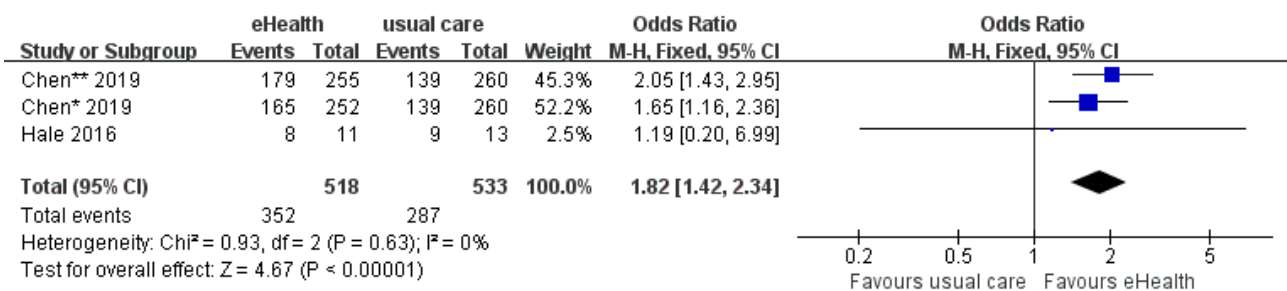 eHealth usual care Odds Ratio Odds Ratio
Study or Subgroup Events Total Events Total Weight M-H, Fixed, 95% CI M-H, Fixed, 95% CI
Chen** 2019 179 255 139 260 45.3% 2.05 [1.43, 2.95]
Chen* 2019 165 252 139 260 52.2% 1.65 [1.16, 2.36]
Hale 2016 8 11 9 13 2.5% 1.19 [0.20, 6.99]
Total (95% CI) 518 533 100.0% 1.82 [1.42, 2.34]
Total events 352 287
Heterogeneity: Chi² = 0.93, df = 2 (P = 0.63); I² = 0%
Test for overall effect: Z = 4.67 (P < 0.00001)
0.2 0.5 1 2 5
Favours usual care Favours eHealth